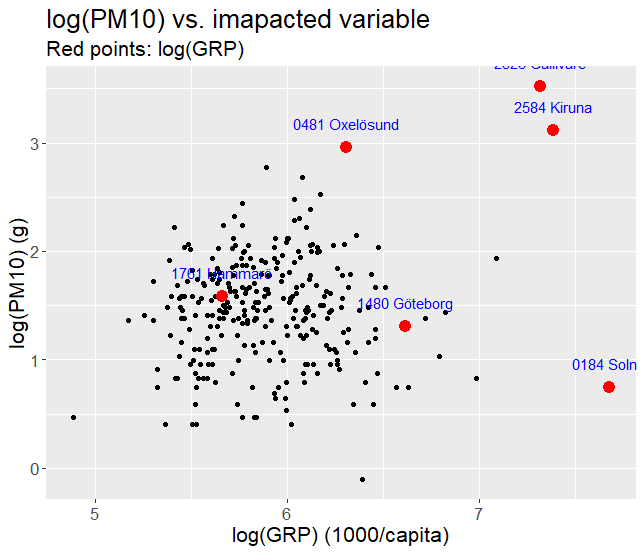 log(PM10) vs. imapacted variable
Red points: log(GRP)
2584 Kiruna
0481 Oxelösund
1480 Göteborg
0184 Soln
log(PM10) (g)
3
2
1
0
5
6
7
log(GRP) (1000/capita)